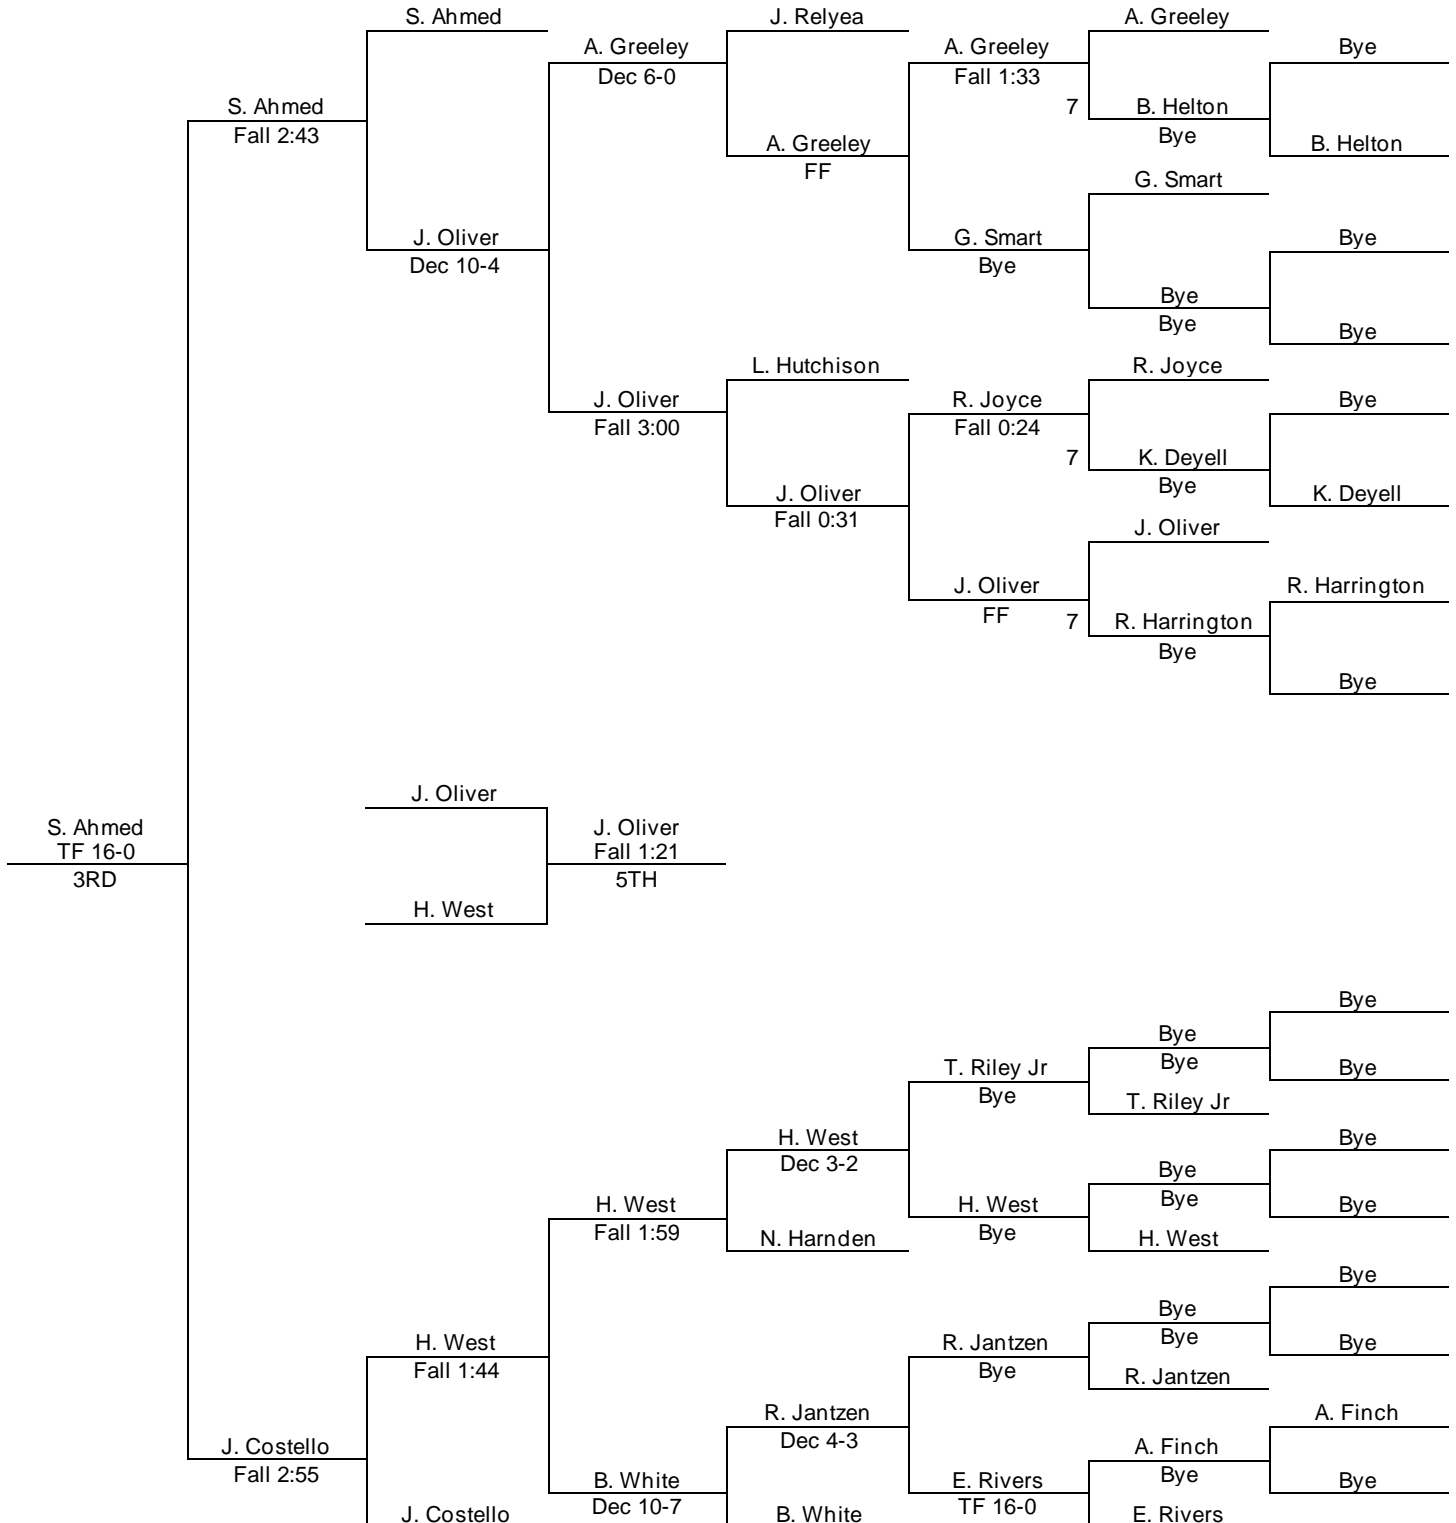 S. Ahmed
J. Relyea
A. Greeley
A. Greeley
Dec 6-0
A. Greeley
Fall 1:33
Bye
S. Ahmed
Fall 2:43
7
B. Helton
Bye
A. Greeley
FF
B. Helton
G. Smart
J. Oliver
Dec 10-4
G. Smart
Bye
Bye
Bye
Bye
Bye
L. Hutchison
R. Joyce
J. Oliver
Fall 3:00
R. Joyce
Fall 0:24
Bye
7
K. Deyell
Bye
J. Oliver
Fall 0:31
K. Deyell
J. Oliver
J. Oliver
FF
R. Harrington
7
R. Harrington
Bye
Bye
J. Oliver
S. Ahmed
TF 16-0
3RD
J. Oliver
Fall 1:21
5TH
H. West
Bye
Bye
Bye
T. Riley Jr
Bye
Bye
T. Riley Jr
H. West
Dec 3-2
Bye
Bye
Bye
H. West
Fall 1:59
H. West
Bye
Bye
N. Harnden
H. West
Bye
Bye
Bye
H. West
Fall 1:44
R. Jantzen
Bye
Bye
R. Jantzen
R. Jantzen
Dec 4-3
A. Finch
J. Costello
Fall 2:55
A. Finch
Bye
B. White
Dec 10-7
E. Rivers
TF 16-0
Bye
J. Costello
B. White
E. Rivers